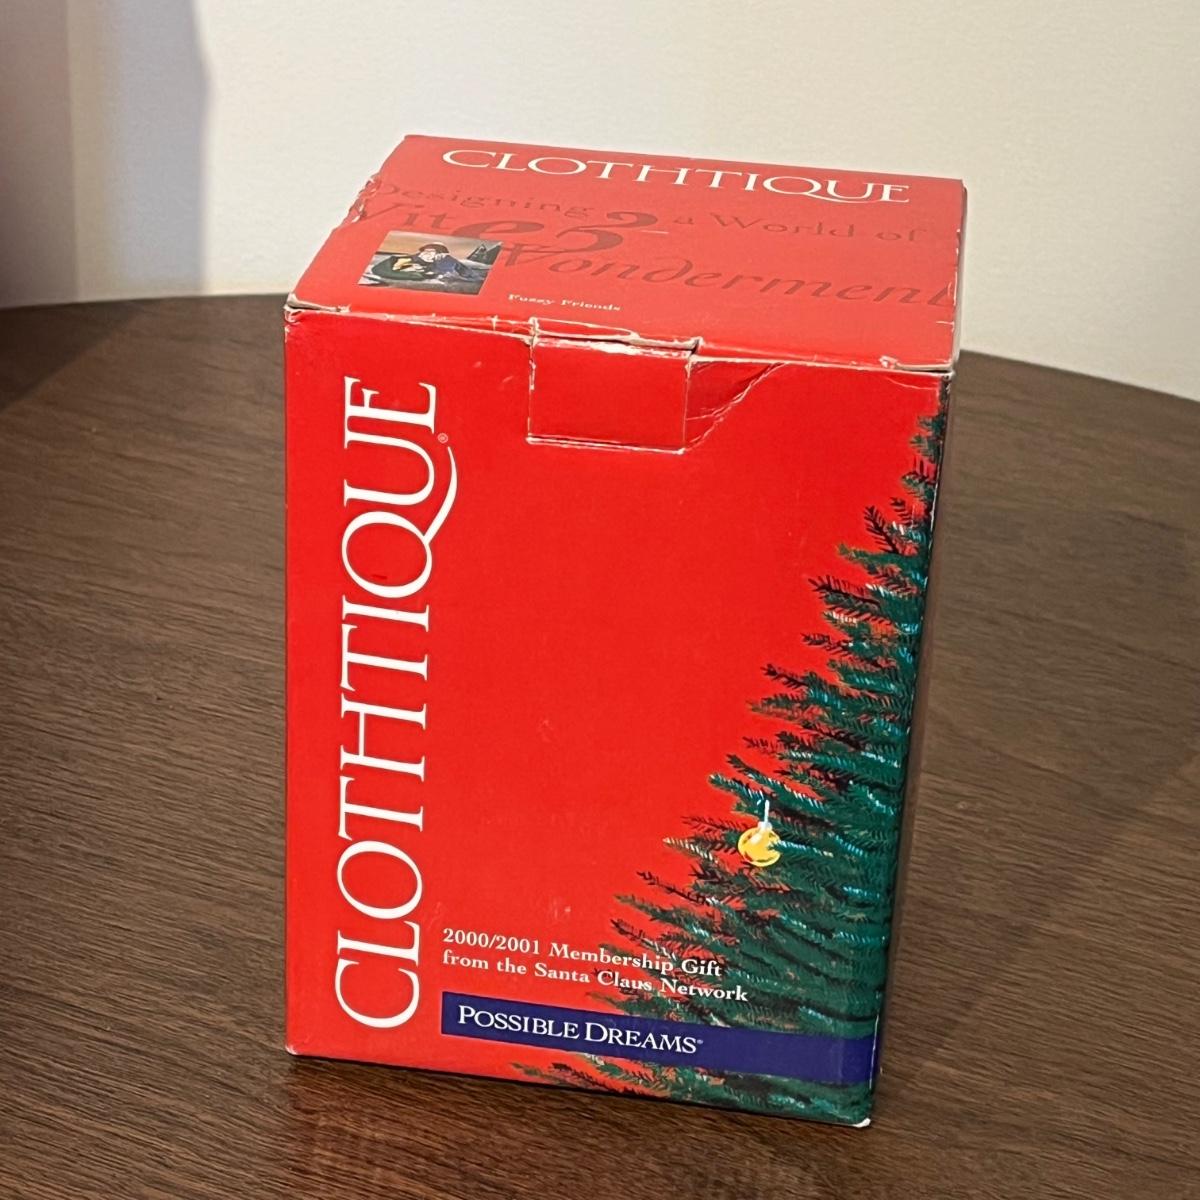 CLOTHTIQUE
Designing a World of
Wonderment
Fuzzy Friends
CLOTHTIQUE®
2000/2001 Membership Gift
from the Santa Claus Network
POSSIBLE DREAMS®